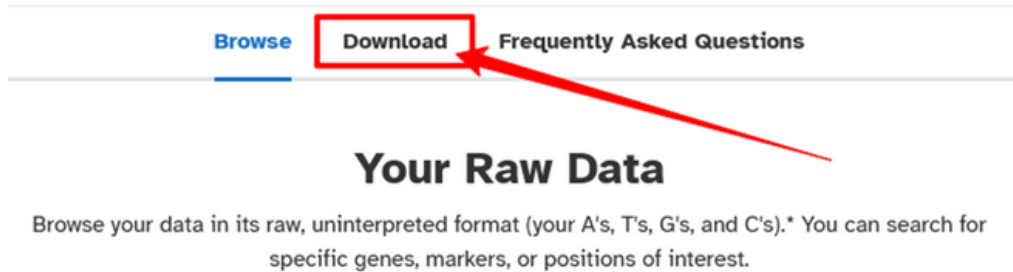 Browse Download Frequently Asked Questions
Your Raw Data
Browse your data in its raw, uninterpreted format (your A's, T's, G's, and C's).* You can search for
specific genes, markers, or positions of interest.